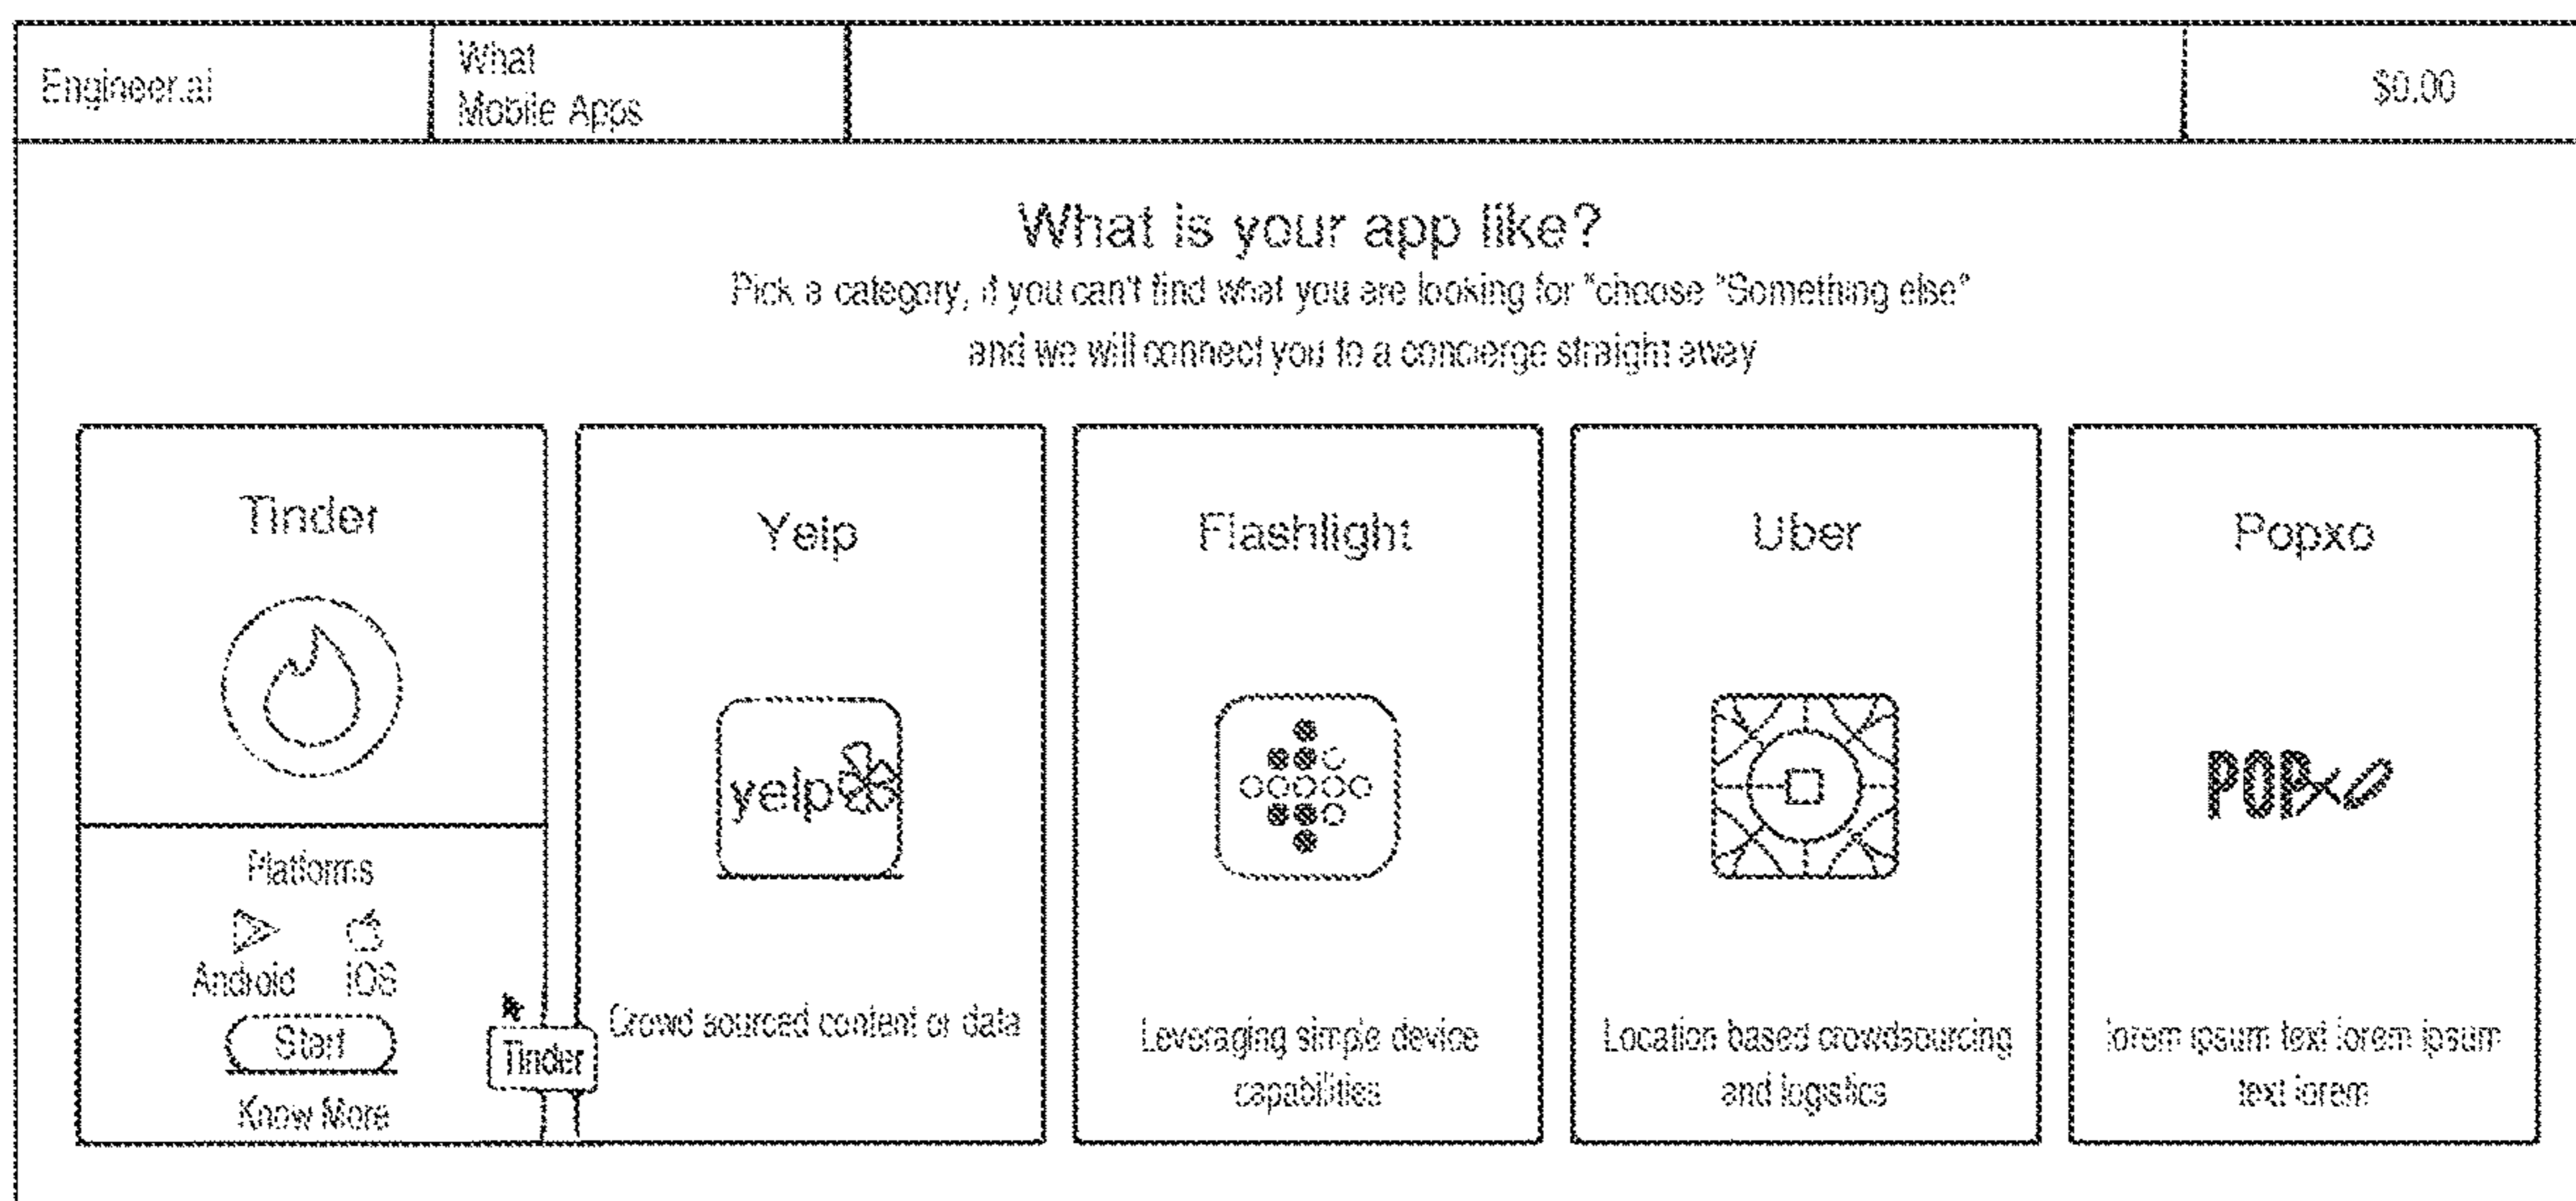 Engineer.ai
What
Mobile Apps
$0.00
What is your app like?
Pick a category, if you can't find what you are looking for "choose "Something else"
and we will connect you to a concierge straight away
Tinder
Platforms
Android iOS
Start
Know More
Tinder
Yelp
yelp
Crowd sourced content or data
Flashlight
Leveraging simple device
capabilities
Uber
Location based crowdsourcing
and logistics
Popxo
POPxo
lorem ipsum text lorem ipsum
text lorem